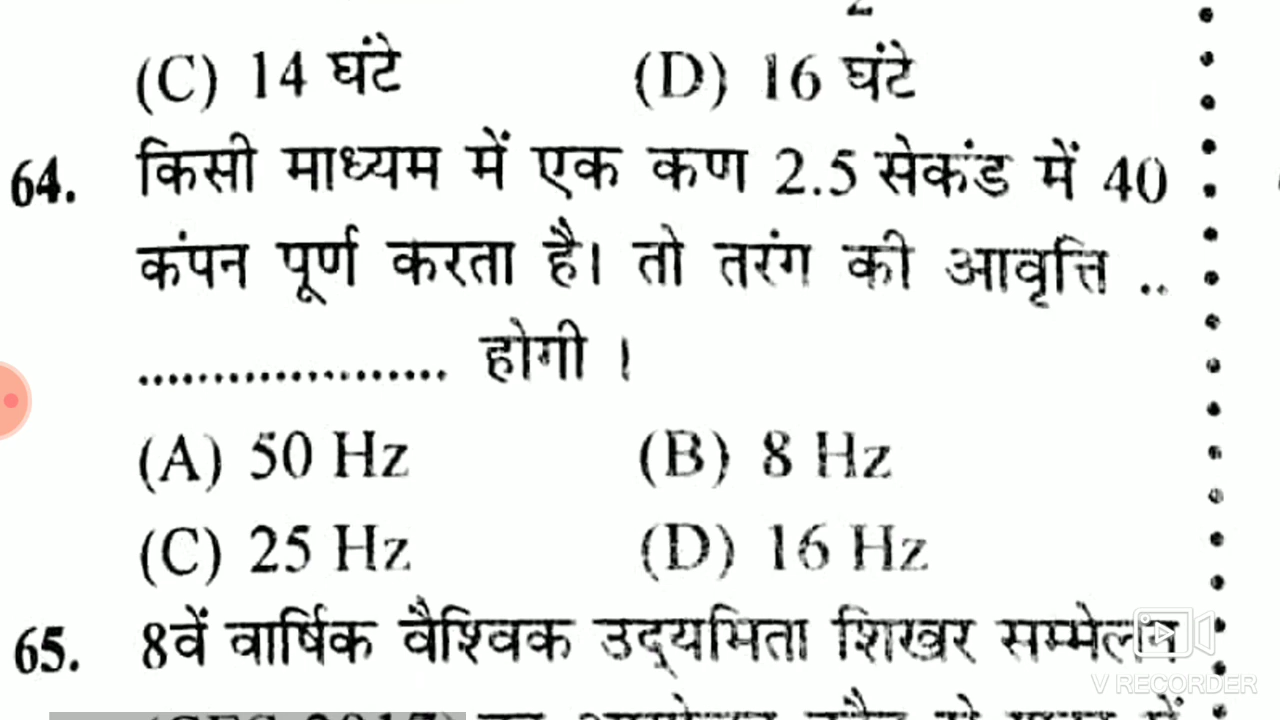 (C) 14 घंटे (D) 16 घंटे
64. किसी माध्यम में एक कण 2.5 सेकंड में 40
कंपन पूर्ण करता है। तो तरंग की आवृत्ति ..
..................... होगी ।
(A) 50 Hz (B) 8 Hz
(C) 25 Hz (D) 16 Hz
65. 8वें वार्षिक वैश्विक उद्यमिता शिखर सम्मेलन
V RECORDER